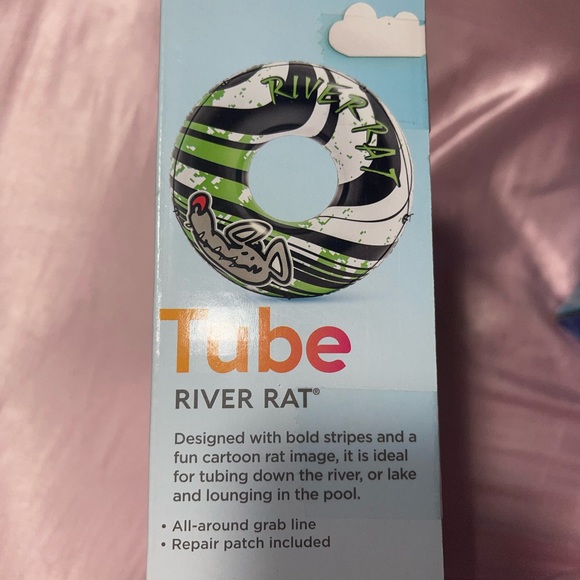 RIVER RAT
Tube
RIVER RAT®
Designed with bold stripes and a
fun cartoon rat image, it is ideal
for tubing down the river, or lake
and lounging in the pool.
• All-around grab line
• Repair patch included